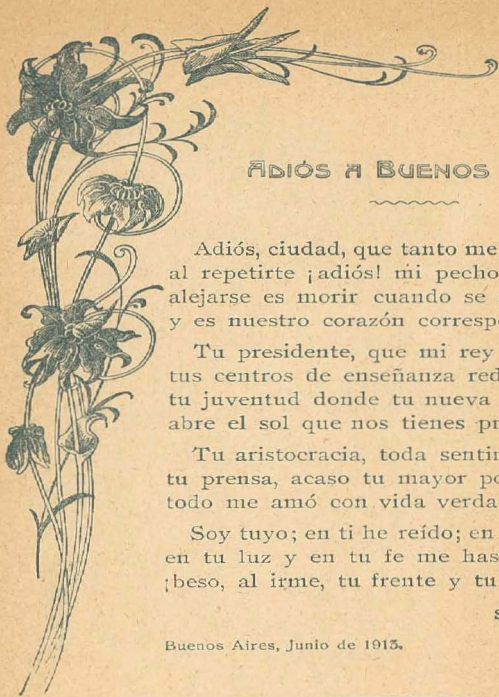 ADIÓS A BUENOS
Adiós, ciudad, que tanto me
al repetirte ¡adiós! mi pecho
alejarse es morir cuando se
y es nuestro corazón corresp
Tu presidente, que mi rey
tus centros de enseñanza red
tu juventud donde tu nueva
abre el sol que nos tienes pr
Tu aristocracia, toda sentir
tu prensa, acaso tu mayor po
todo me amó con vida verda
Soy tuyo; en ti he reído; en
en tu luz y en tu fe me has
¡beso, al irme, tu frente y tu
s
Buenos Aires, Junio de 1913.